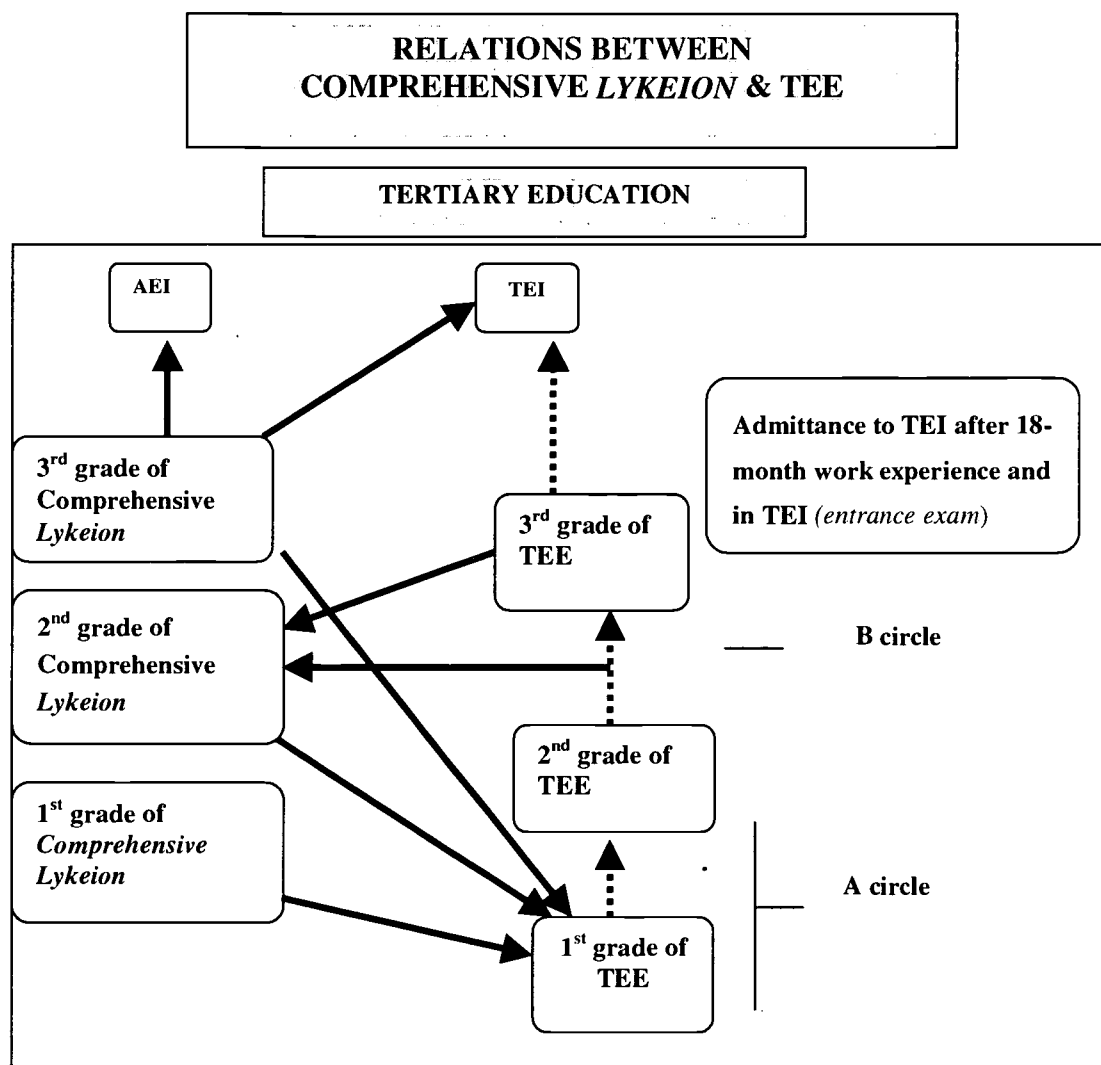 RELATIONS BETWEEN
COMPREHENSIVE LYKEION & TEE
TERTIARY EDUCATION
AEI
TEI
Admittance to TEI after 18-
month work experience and
in TEI (entrance exam)
3rd grade of
Comprehensive
Lykeion
3rd grade of
TEE
2nd grade of
Comprehensive
Lykeion
B circle
2nd grade of
TEE
1st grade of
Comprehensive
Lykeion
A circle
1st grade of
TEE